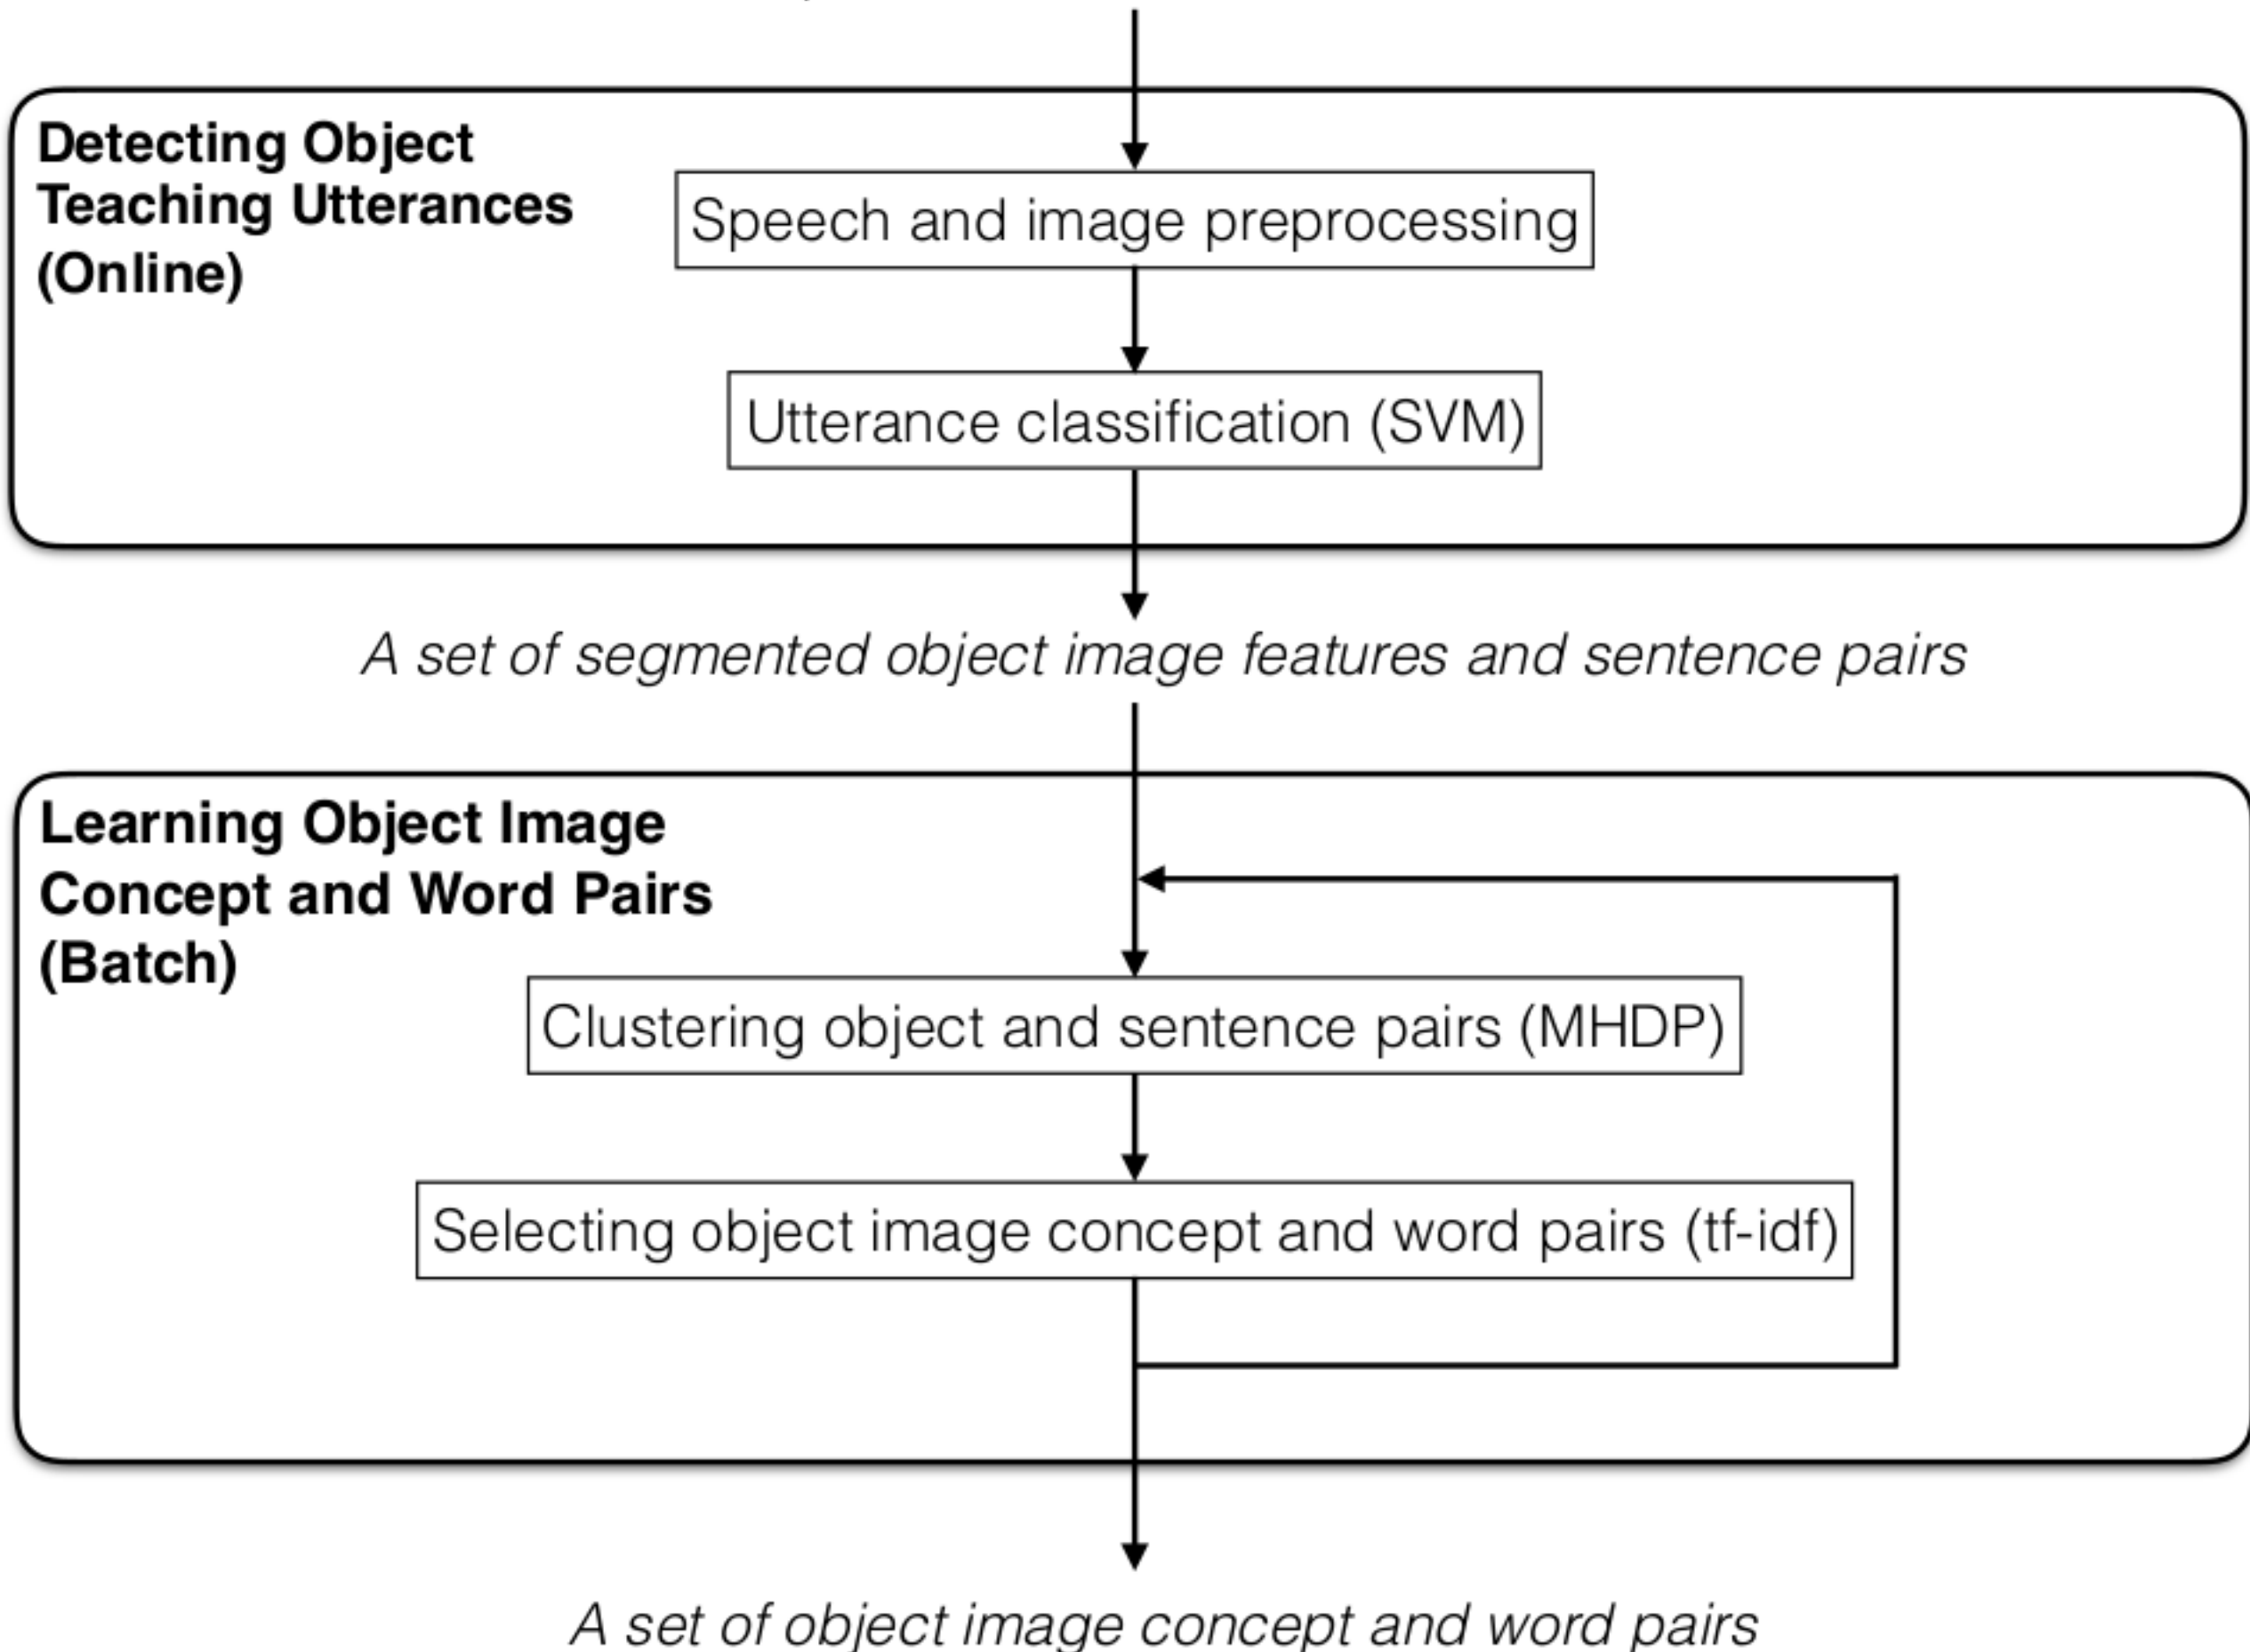 Detecting Object
Teaching Utterances
(Online)
Speech and image preprocessing
Utterance classification (SVM)
A set of segmented object image features and sentence pairs
Learning Object Image
Concept and Word Pairs
(Batch)
Clustering object and sentence pairs (MHDP)
Selecting object image concept and word pairs (tf-idf)
A set of object image concept and word pairs